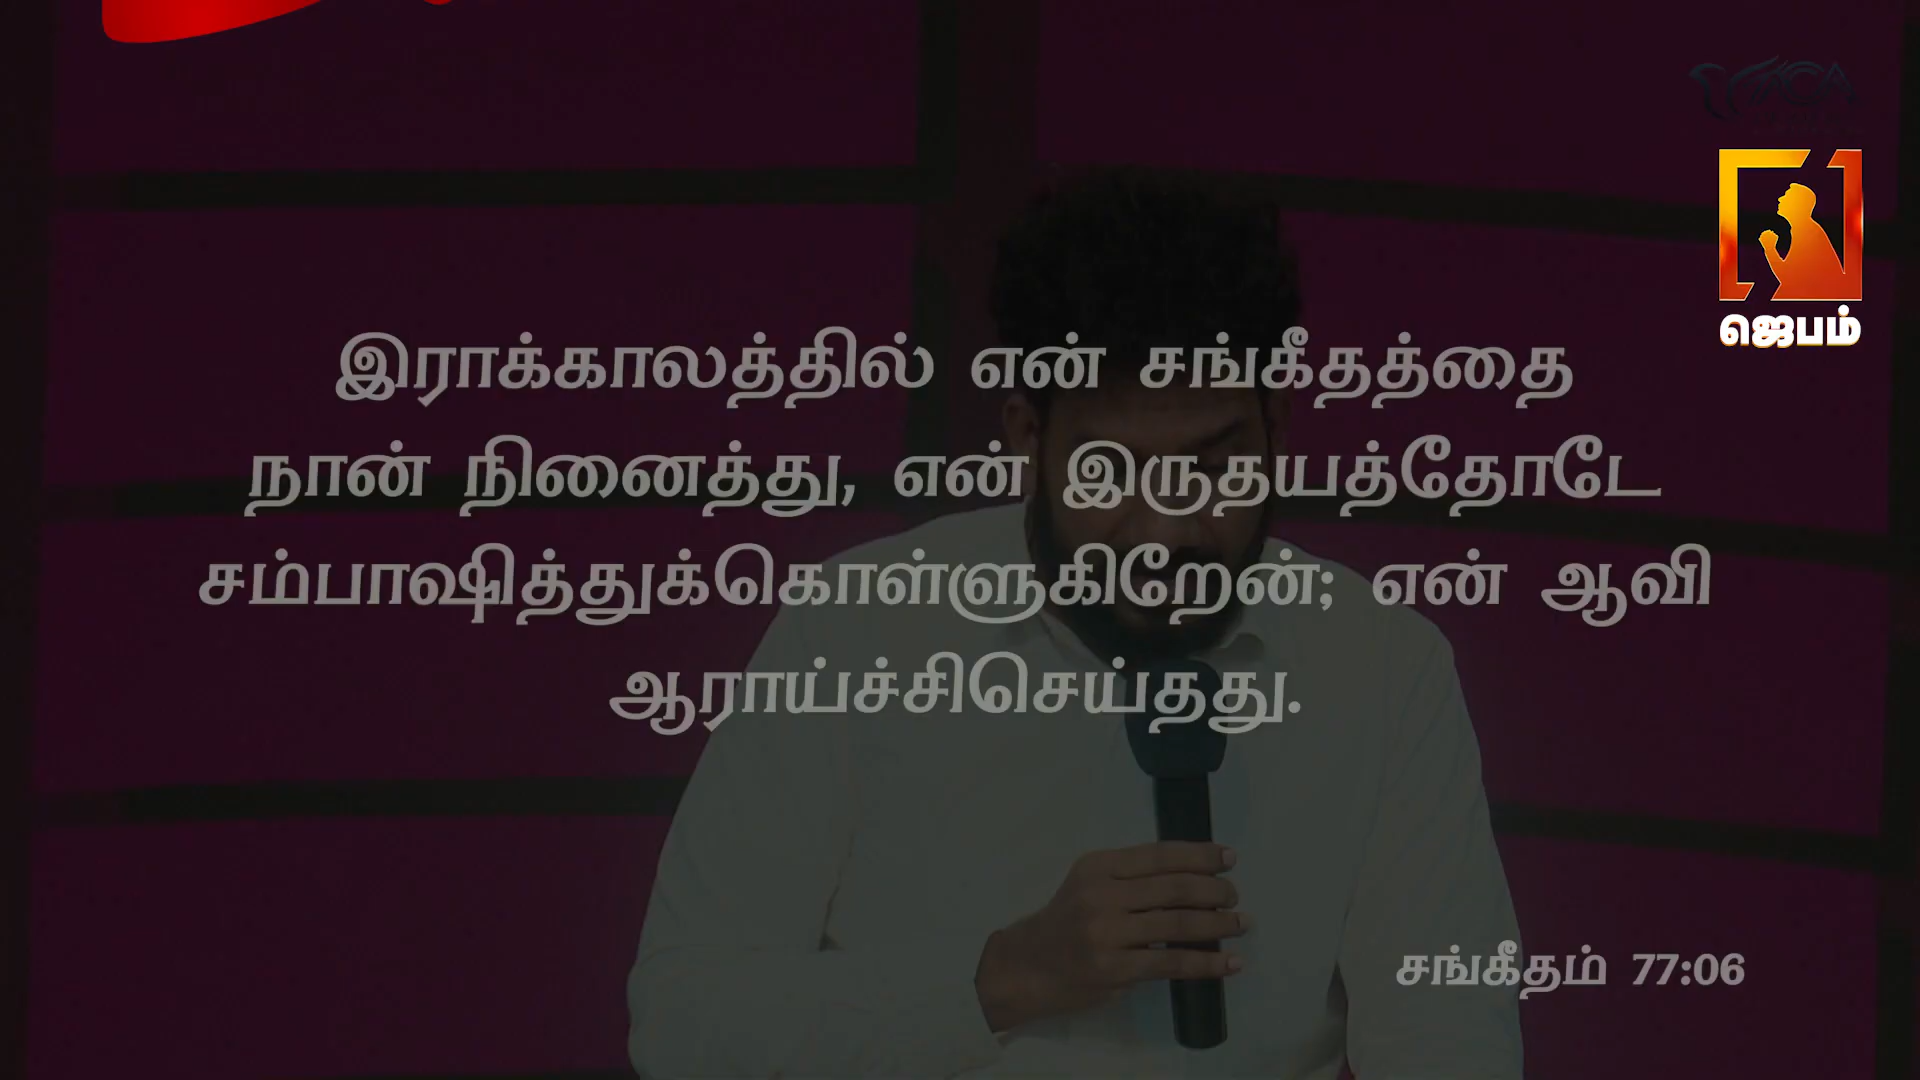 ஜெபம்
இராக்காலத்தில் என் சங்கீதத்தை
நான் நினைத்து, என் இருதயத்தோடே
சம்பாஷித்துக்கொள்ளுகிறேன்; என் ஆவி
ஆராய்ச்சிசெய்தது.
சங்கீதம் 77:06